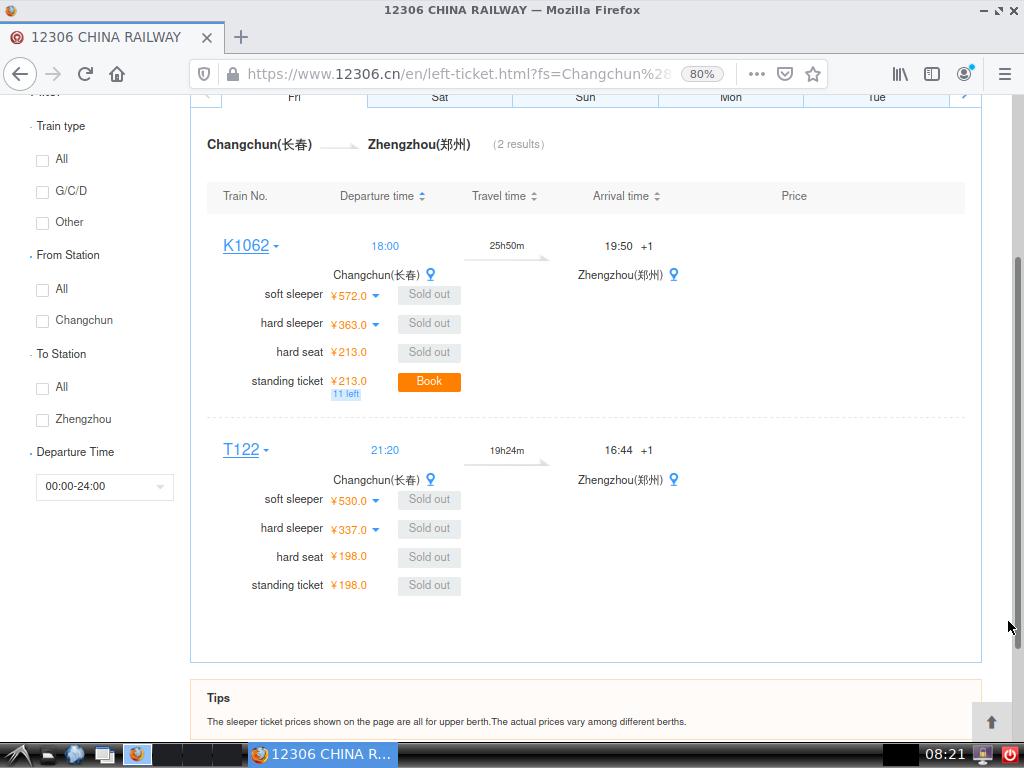 12306 CHINA RAILWAY — Mozilla Firefox
12306 CHINA RAILWAY
https://www.12306.cn/en/left-ticket.html?fs=Changchun%28
80%
Filter
Fri Sat Sun Mon Tue
Train type
All
G/C/D
Other
From Station
All
Changchun
To Station
All
Zhengzhou
Departure Time
00:00-24:00
Changchun(长春) Zhengzhou(郑州) (2 results)
Train No. Departure time Travel time Arrival time Price
K1062 18:00 25h50m 19:50 +1
Changchun(长春) Zhengzhou(郑州)
soft sleeper ¥572.0 Sold out
hard sleeper ¥363.0 Sold out
hard seat ¥213.0 Sold out
standing ticket ¥213.0 Book
11 left
T122 21:20 19h24m 16:44 +1
Changchun(长春) Zhengzhou(郑州)
soft sleeper ¥530.0 Sold out
hard sleeper ¥337.0 Sold out
hard seat ¥198.0 Sold out
standing ticket ¥198.0 Sold out
Tips
The sleeper ticket prices shown on the page are all for upper berth.The actual prices vary among different berths.
12306 CHINA R...
08:21